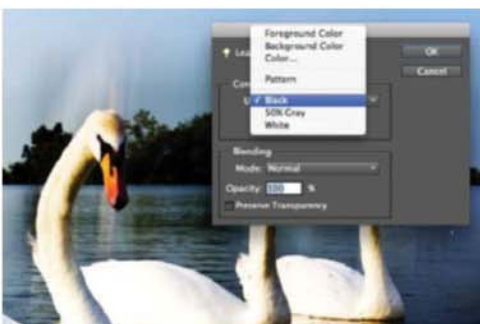 Foreground Color
Background Color
Color...
Pattern
✓ Black
50% Gray
White
OK
Cancel
Blending
Mode: Normal
Opacity: 100 %
Preserve Transparency